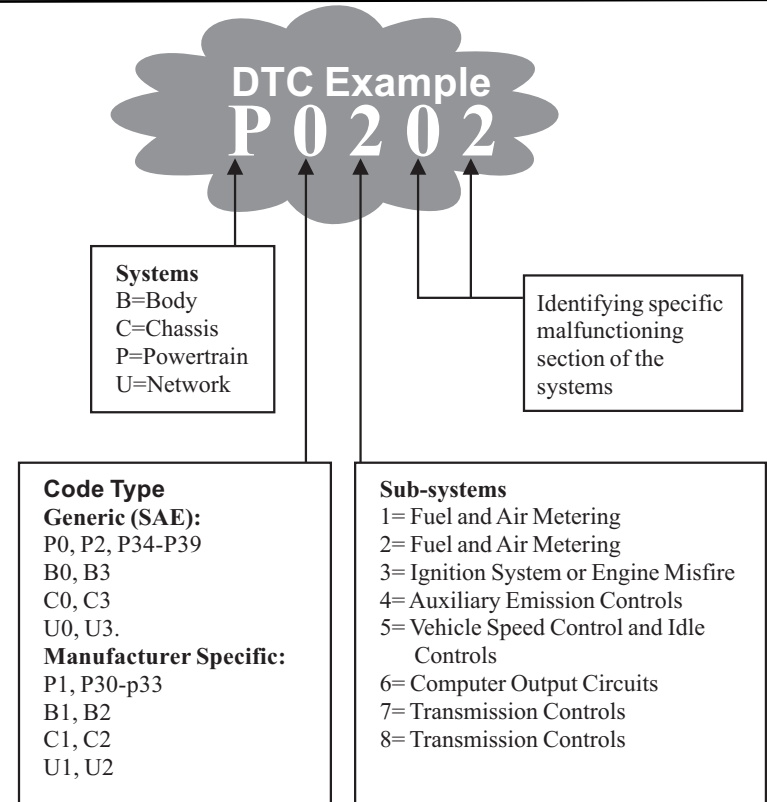 DTC Example
P 0 2 0 2
Systems
B=Body
C=Chassis
P=Powertrain
U=Network
Identifying specific
malfunctioning
section of the
systems
Code Type
Generic (SAE):
P0, P2, P34-P39
B0, B3
C0, C3
U0, U3.
Manufacturer Specific:
P1, P30-p33
B1, B2
C1, C2
U1, U2
Sub-systems
1= Fuel and Air Metering
2= Fuel and Air Metering
3= Ignition System or Engine Misfire
4= Auxiliary Emission Controls
5= Vehicle Speed Control and Idle
Controls
6= Computer Output Circuits
7= Transmission Controls
8= Transmission Controls